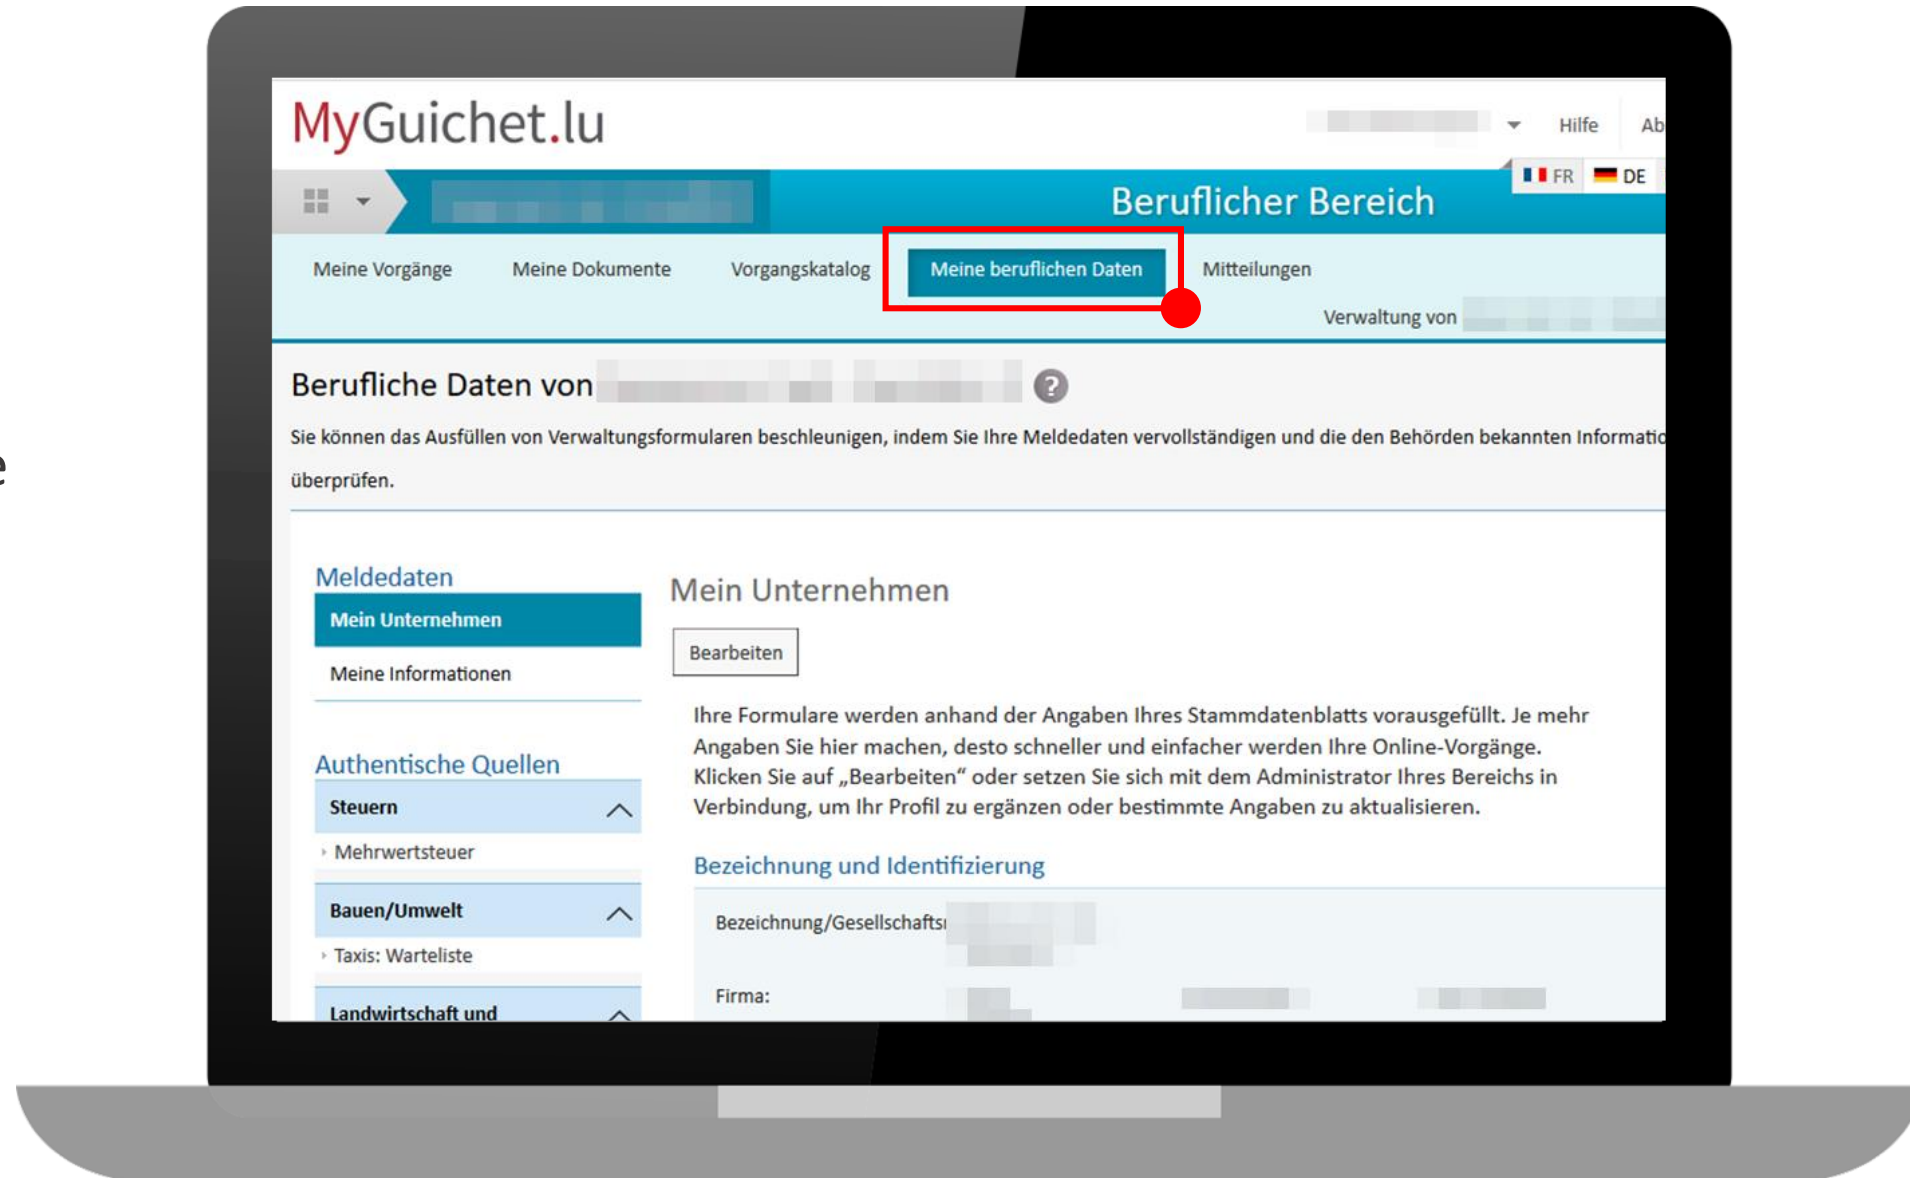 MyGuichet.lu
Hilfe
Ab
FR DE
Beruflicher Bereich
Meine Vorgänge Meine Dokumente Vorgangskatalog Meine beruflichen Daten Mitteilungen
Verwaltung von
Berufliche Daten von ?
Sie können das Ausfüllen von Verwaltungsformularen beschleunigen, indem Sie Ihre Meldedaten vervollständigen und die den Behörden bekannten Informatio
überprüfen.
e
Meldedaten
Mein Unternehmen
Meine Informationen
Authentische Quellen
Steuern
Mehrwertsteuer
Bauen/Umwelt
Taxis: Warteliste
Landwirtschaft und
Mein Unternehmen
Bearbeiten
Ihre Formulare werden anhand der Angaben Ihres Stammdatenblatts vorausgefüllt. Je mehr
Angaben Sie hier machen, desto schneller und einfacher werden Ihre Online-Vorgänge.
Klicken Sie auf „Bearbeiten“ oder setzen Sie sich mit dem Administrator Ihres Bereichs in
Verbindung, um Ihr Profil zu ergänzen oder bestimmte Angaben zu aktualisieren.
Bezeichnung und Identifizierung
Bezeichnung/Gesellschafts
Firma: